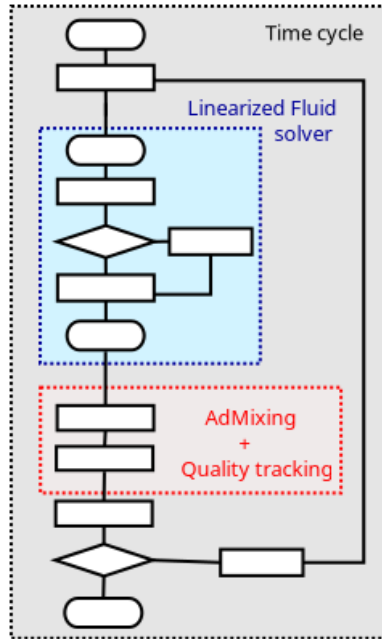 Time cycle
Linearized Fluid
solver
AdMixing
+
Quality tracking